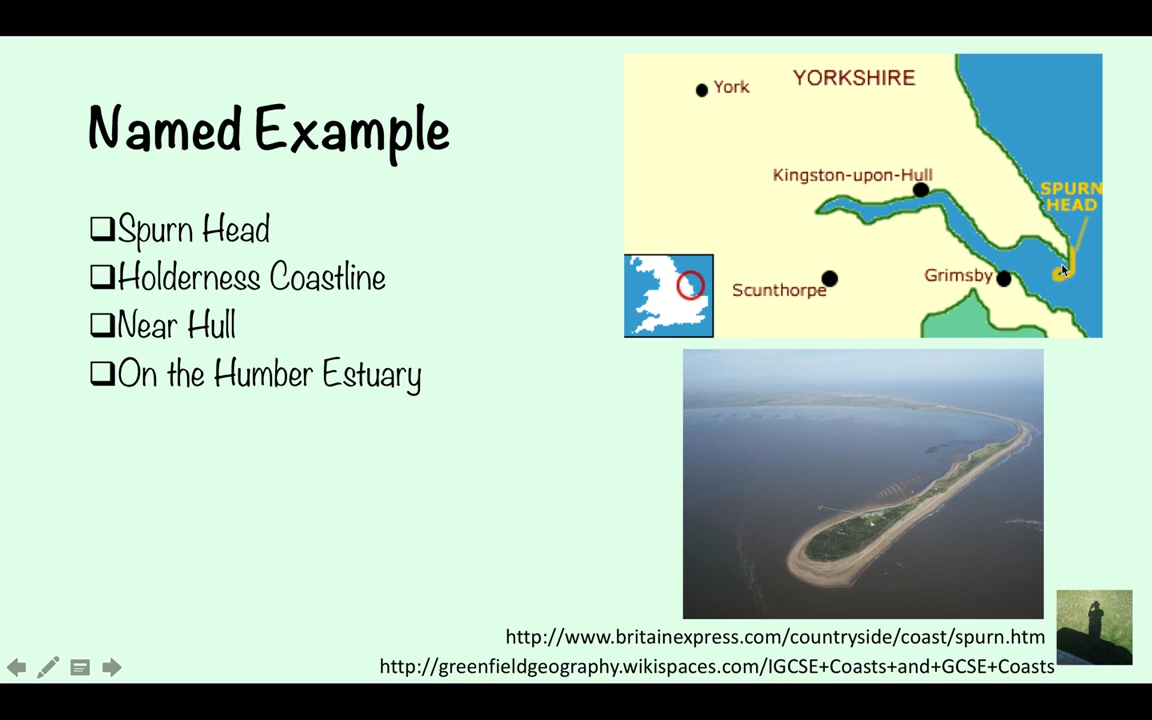 Named Example
Spurn Head
Holderness Coastline
Near Hull
On the Humber Estuary
YORKSHIRE
York
Kingston-upon-Hull
SPURN
HEAD
Grimsby
Scunthorpe
http://www.britainexpress.com/countryside/coast/spurn.htm
http://greenfieldgeography.wikispaces.com/IGCSE+Coasts+and+GCSE+Coasts